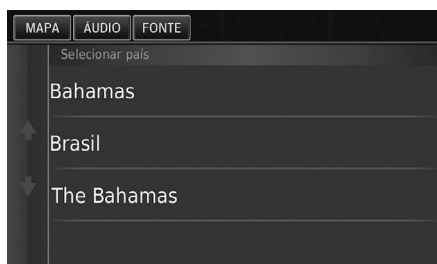 MAPA ÁUDIO FONTE
Selecionar país
Bahamas
Brasil
The Bahamas